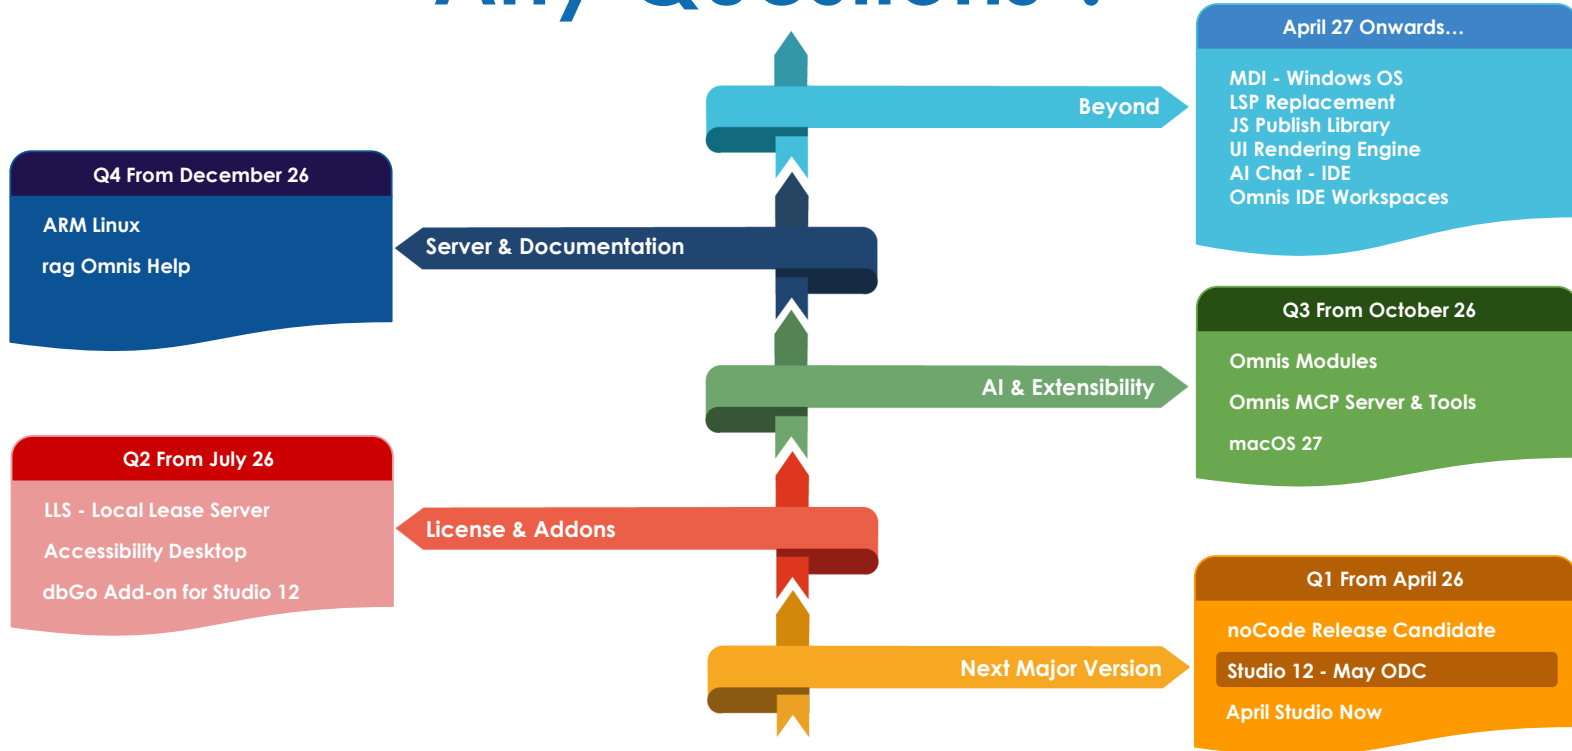 Any Questions ?
April 27 Onwards...
MDI - Windows OS
LSP Replacement
JS Publish Library
UI Rendering Engine
AI Chat - IDE
Omnis IDE Workspaces
Beyond
Q4 From December 26
ARM Linux
rag Omnis Help
Server & Documentation
Q3 From October 26
Omnis Modules
Omnis MCP Server & Tools
macOS 27
AI & Extensibility
Q2 From July 26
LLS - Local Lease Server
Accessibility Desktop
dbGo Add-on for Studio 12
License & Addons
Q1 From April 26
noCode Release Candidate
Studio 12 - May ODC
April Studio Now
Next Major Version